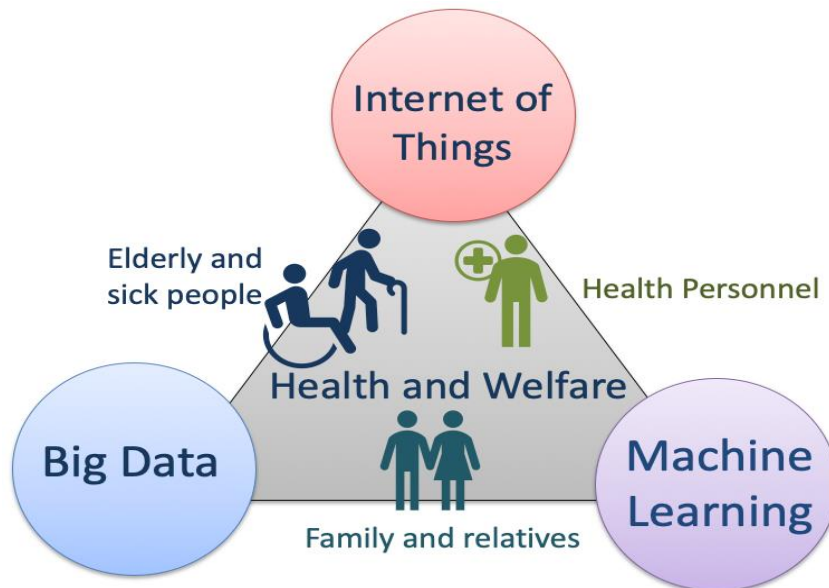 Internet of
Things
Elderly and
sick people
Health Personnel
Health and Welfare
Big Data
Machine
Learning
Family and relatives